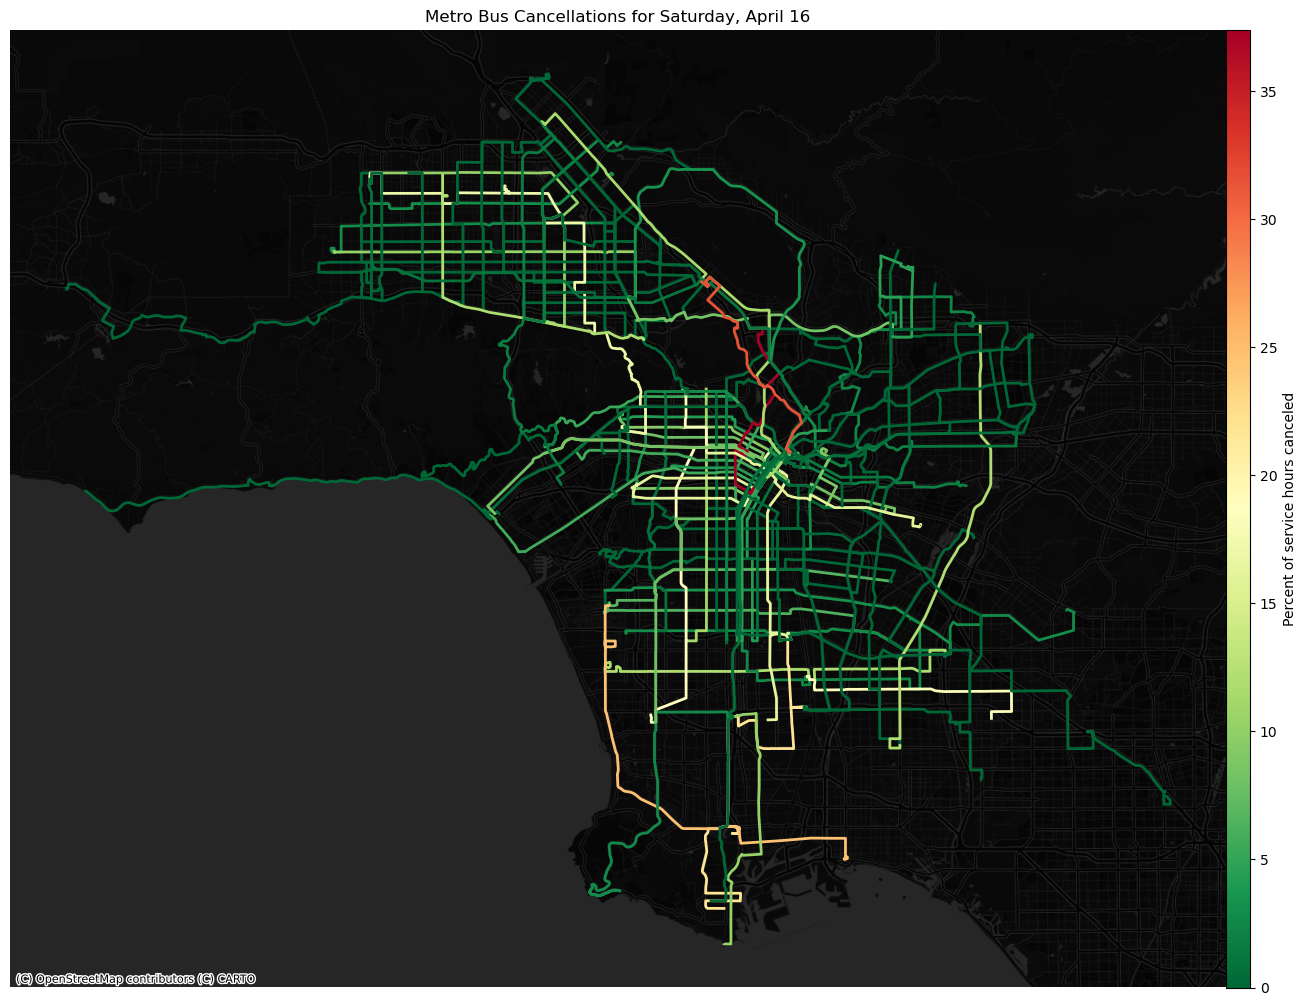 Metro Bus Cancellations for Saturday, April 16
35
30
25
20
15
10
5
0
Percent of service hours canceled
(C) OpenStreetMap contributors (C) CARTO